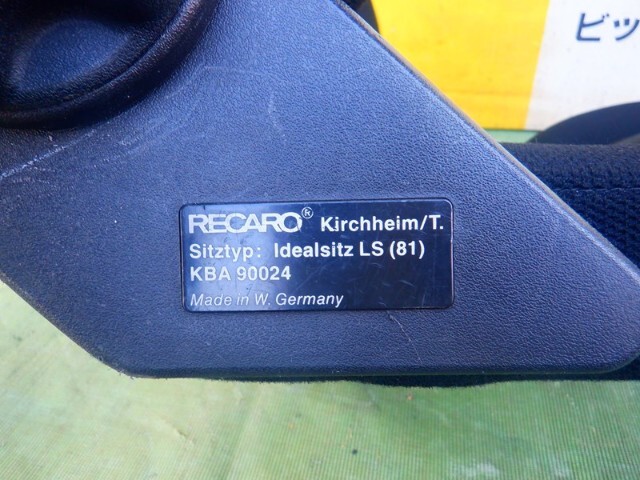 ビッ
RECARO® Kirchheim/T.
Sitztyp: Idealsitz LS (81)
KBA 90024
Made in W. Germany